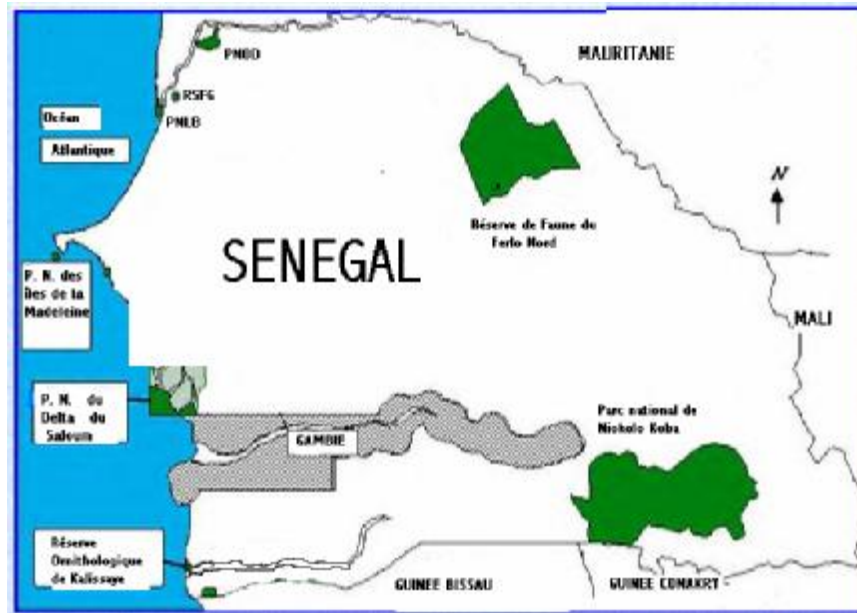 PNOD
MAURITANIE
RSFG
PNLB
Océan
Atlantique
N
Réserve de Faune du
Ferlo Nord
SENEGAL
P. N. des
Iles de la
Madeleine
MALI
P. N. du
Delta du
Saloum
Parc national de
Niokolo Koba
GAMBIE
Réserve
Ornithologique
de Kalissaye
GUINEE BISSAU
GUINEE CONAKRY